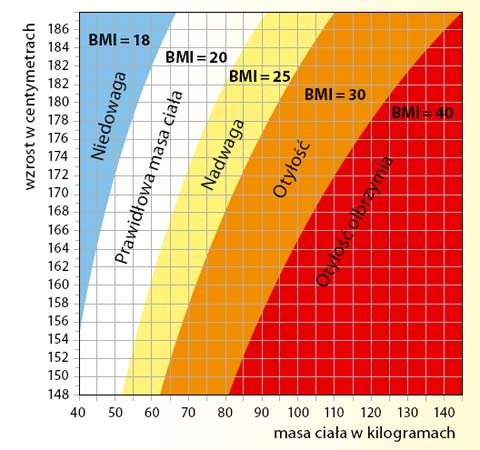 wzrost w centymetrach
186
184
182
180
178
176
174
172
170
168
166
164
162
160
158
156
154
152
150
148
BMI = 18
BMI = 20
BMI = 25
BMI = 30
BMI = 40
Niedowaga
Prawidłowa masa ciała
Nadwaga
Otyłość
Otyłość olbrzymia
40 50 60 70 80 90 100 110 120 130 140
masa ciała w kilogramach